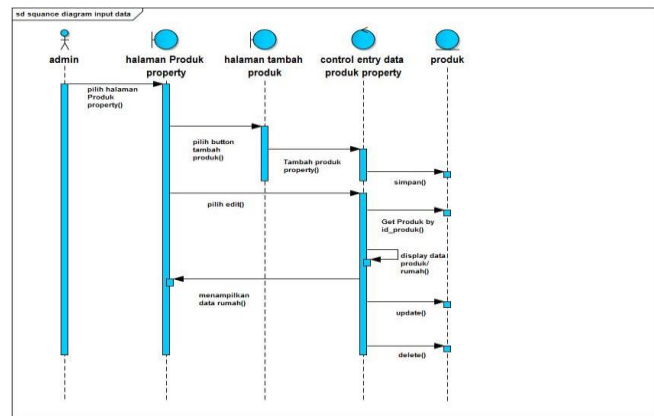 sd squance diagram input data
admin
halaman Produk
property
halaman tambah
produk
control entry data
produk property
produk
pilih halaman
Produk
property()
pilih button
tambah
produk()
Tambah produk
property()
simpan()
pilih edit()
Get Produk by
id_produk()
display data
produk/
rumah()
menampilkan
data rumah()
update()
delete()